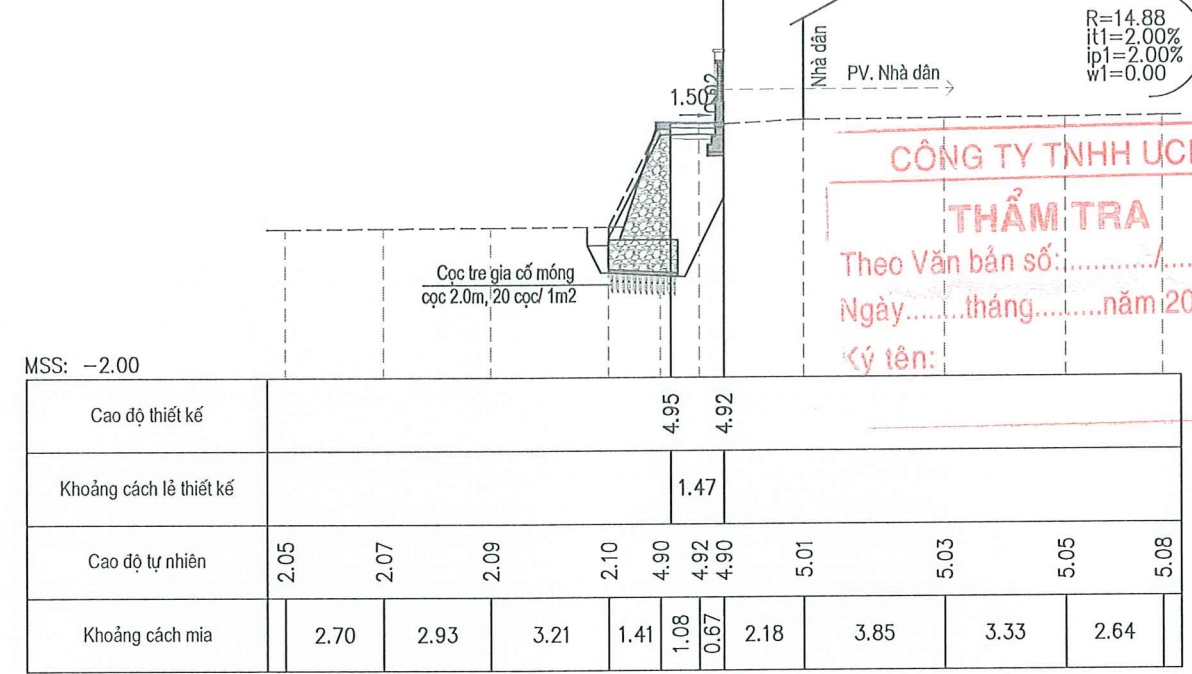 R=14.88
it1=2.00%
ip1=2.00%
w1=0.00
Nhà dân
PV. Nhà dân
1.50
CÔNG TY TNHH UCI
THẨM TRA
Theo Văn bản số:............/....
Ngày........tháng.........năm 20
Ký tên:
Cọc tre gia cố móng
cọc 2.0m, 20 cọc/ 1m2
MSS: -2.00
Cao độ thiết kế 4.95 4.92
Khoảng cách lẻ thiết kế 1.47
Cao độ tự nhiên 2.05 2.07 2.09 2.10 4.90 4.92 4.90 5.01 5.03 5.05 5.08
Khoảng cách mia 2.70 2.93 3.21 1.41 1.08 0.67 2.18 3.85 3.33 2.64